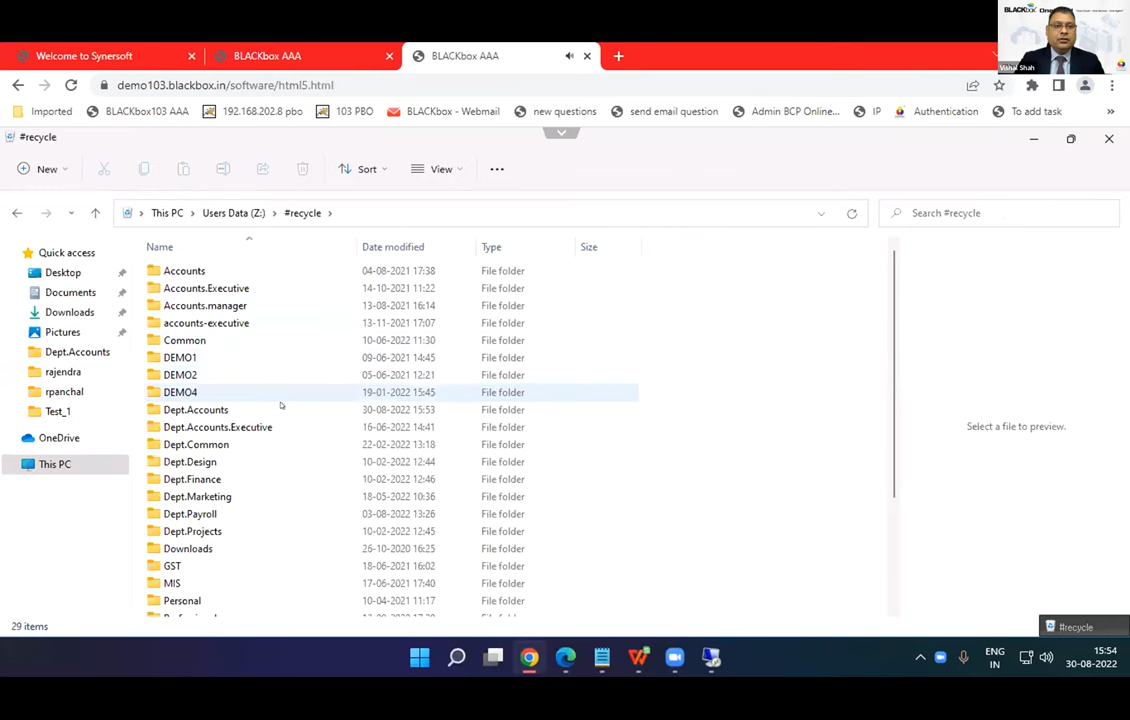 BLACKbox
Vishal Shah
Welcome to Synersoft
BLACKbox AAA
BLACKbox AAA
demo103.blackbox.in/software/html5.html
Imported
BLACKbox103 AAA
192.168.202.8 pbo
103 PBO
BLACKbox - Webmail
new questions
send email question
Admin BCP Online...
IP
Authentication
To add task
»
#recycle
New
Sort
View
This PC > Users Data (Z:) > #recycle >
Search #recycle
Quick access
Desktop
Documents
Downloads
Pictures
Dept.Accounts
rajendra
rpanchal
Test_1
OneDrive
This PC
Name Date modified Type Size
Accounts 04-08-2021 17:38 File folder
Accounts.Executive 14-10-2021 11:22 File folder
Accounts.manager 13-08-2021 16:14 File folder
accounts-executive 13-11-2021 17:07 File folder
Common 10-06-2022 11:30 File folder
DEMO1 09-06-2021 14:45 File folder
DEMO2 05-06-2021 12:21 File folder
DEMO4 19-01-2022 15:45 File folder
Dept.Accounts 30-08-2022 15:53 File folder
Dept.Accounts.Executive 16-06-2022 14:41 File folder
Dept.Common 22-02-2022 13:18 File folder
Dept.Design 10-02-2022 12:44 File folder
Dept.Finance 10-02-2022 12:46 File folder
Dept.Marketing 18-05-2022 10:36 File folder
Dept.Payroll 03-08-2022 13:26 File folder
Dept.Projects 10-02-2022 12:45 File folder
Downloads 26-10-2020 16:25 File folder
GST 18-06-2021 16:02 File folder
MIS 17-06-2021 17:40 File folder
Personal 10-04-2021 11:17 File folder
Select a file to preview.
29 items
#recycle
ENG
IN
15:54
30-08-2022